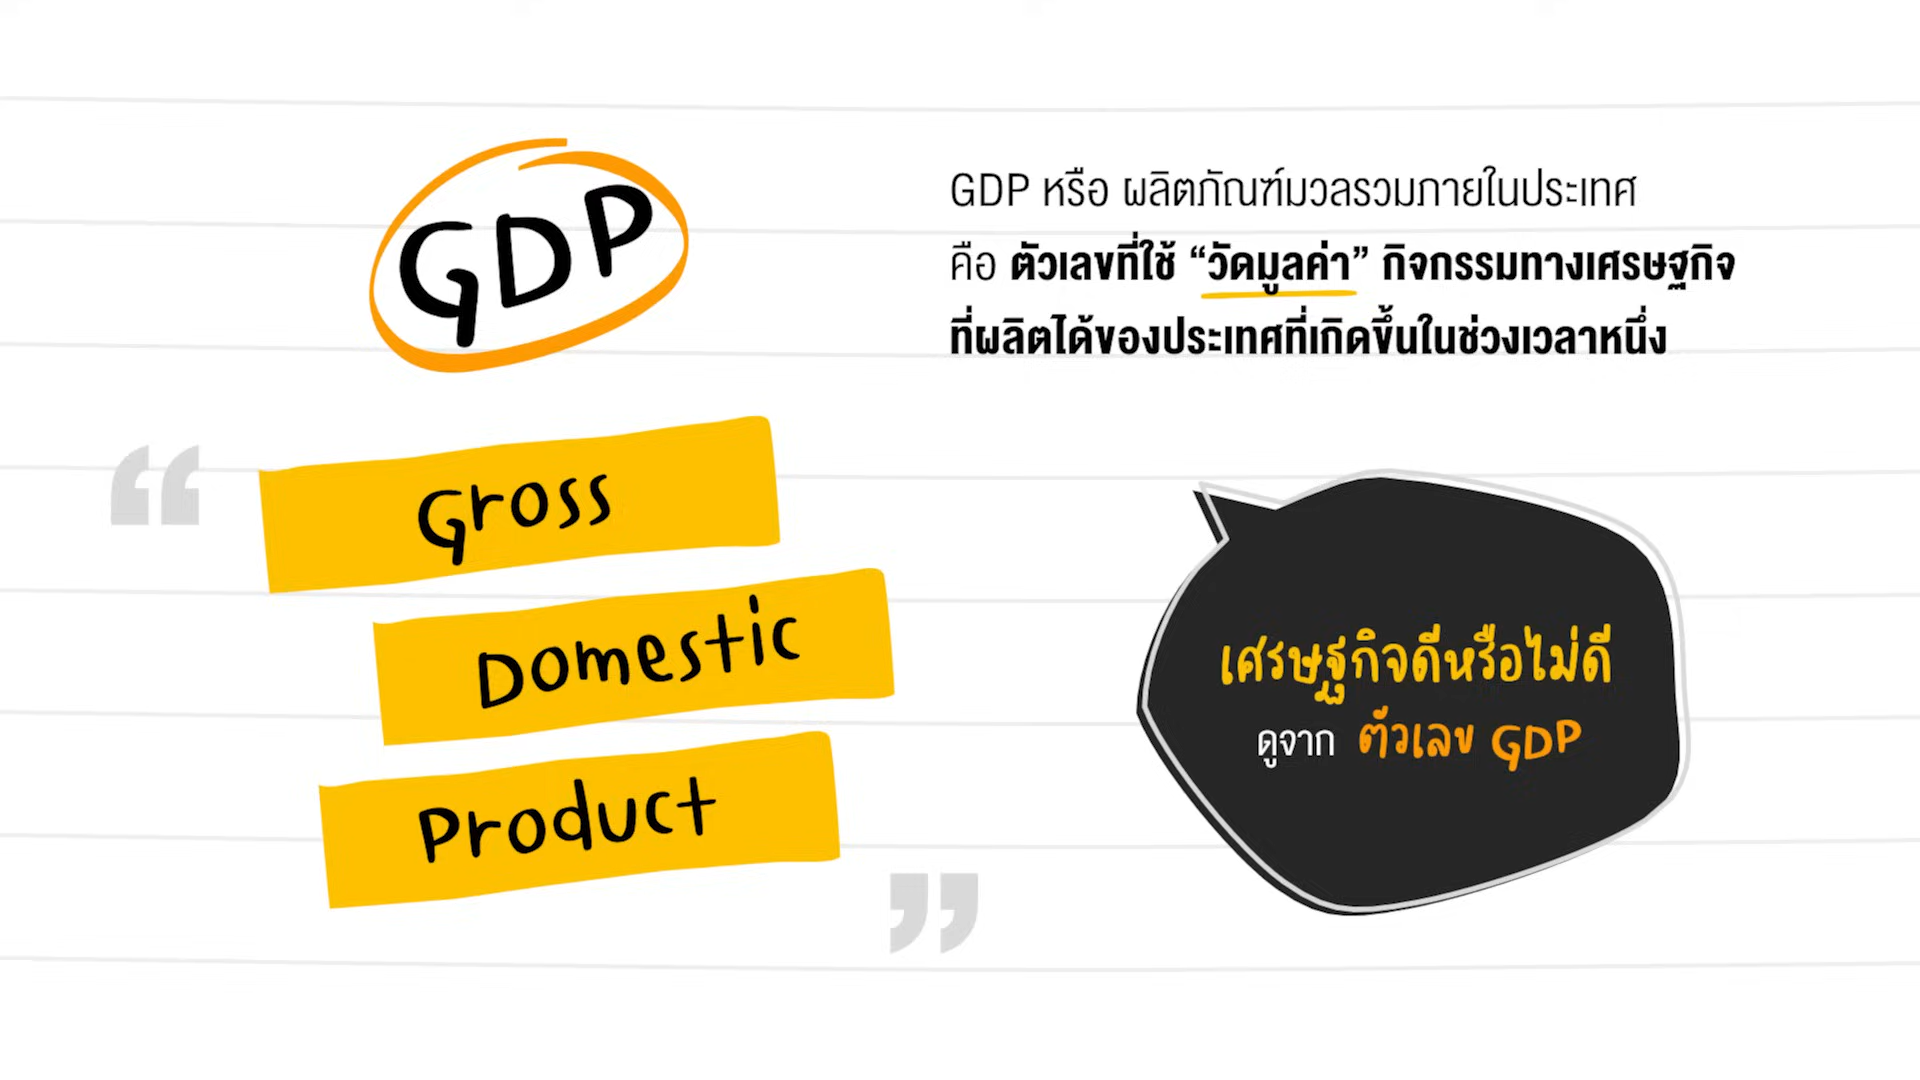 GDP
GDP หรือ ผลิตภัณฑ์มวลรวมภายในประเทศ
คือ ตัวเลขที่ใช้ “วัดมูลค่า” กิจกรรมทางเศรษฐกิจ
ที่ผลิตได้ของประเทศที่เกิดขึ้นในช่วงเวลาหนึ่ง
“
Gross
Domestic
Product
”
เศรษฐกิจดีหรือไม่ดี
ดูจาก ตัวเลข GDP